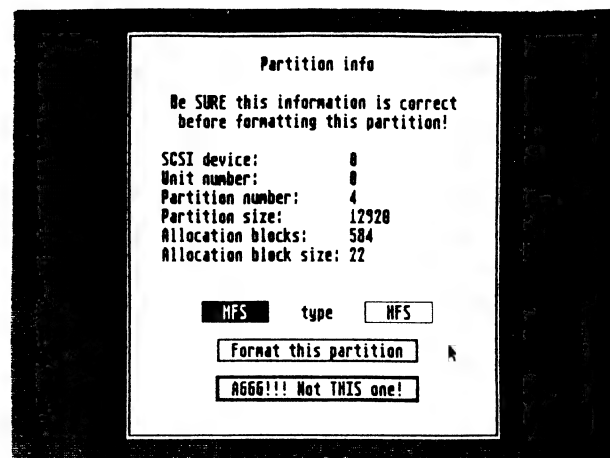 Partition info
Be SURE this information is correct
before formatting this partition!
SCSI device: 0
Unit number: 0
Partition number: 4
Partition size: 12920
Allocation blocks: 584
Allocation block size: 22
MFS type HFS
Format this partition
AGGG!!! Not THIS one!